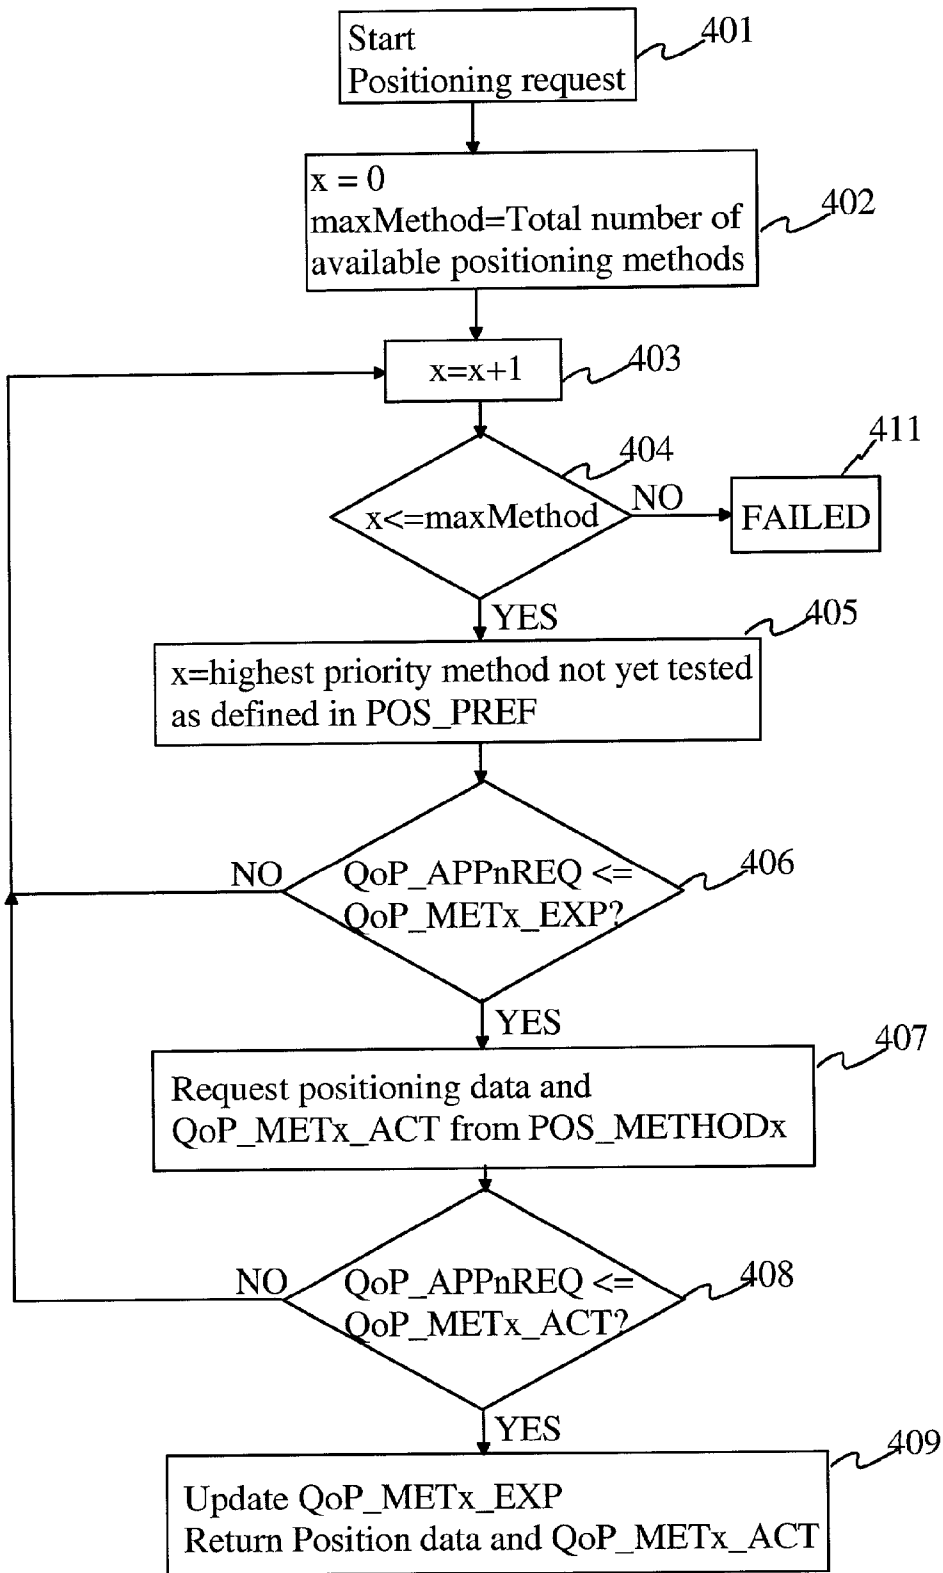 Start
Positioning request
401
x = 0
maxMethod=Total number of
available positioning methods
402
x=x+1
403
404
411
x<=maxMethod
NO
FAILED
YES
405
x=highest priority method not yet tested
as defined in POS_PREF
NO
QoP_APPnREQ <=
QoP_METx_EXP?
406
YES
407
Request positioning data and
QoP_METx_ACT from POS_METHODx
NO
QoP_APPnREQ <=
QoP_METx_ACT?
408
YES
409
Update QoP_METx_EXP
Return Position data and QoP_METx_ACT